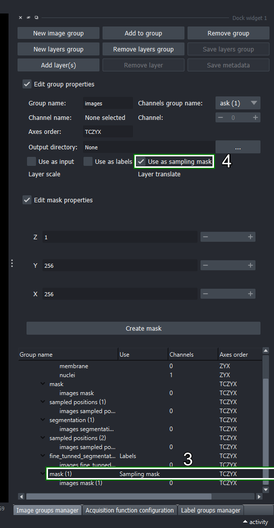 Dock widget 1
New image group Add to group Remove group
New layers group Remove layers group Save layers group
Add layer(s) Remove layer Save metadata
Edit group properties
Group name: images Channels group name: ask (1)
Channel name: None selected Channel: 0
Axes order: TCZYX
Output directory: None ...
Use as input Use as labels Use as sampling mask 4
Layer scale Layer translate
Edit mask properties
Z 1
Y 256
X 256
Create mask
Group name Use Channels Axes order
membrane 0 ZYX
nuclei 1 ZYX
mask TCZYX
images mask 0 TCZYX
sampled positions (1) TCZYX
images sampled po... 0 TCZYX
segmentation (1) TCZYX
images segmentati... 0 TCZYX
sampled positions (2) TCZYX
images sampled po... 0 TCZYX
fine_tunned_segmentat... Labels TCZYX
images fine_tunned... 0 TCZYX
3
mask (1) Sampling mask TCZYX
images mask (1) 0 TCZYX
Image groups manager Acquisition function configuration Label groups manager
activity